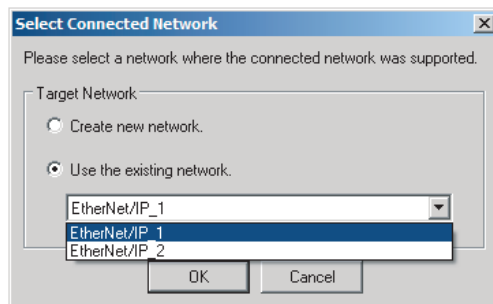 Select Connected Network
Please select a network where the connected network was supported.
Target Network
Create new network.
Use the existing network.
EtherNet/IP_1
EtherNet/IP_1
EtherNet/IP_2
OK Cancel